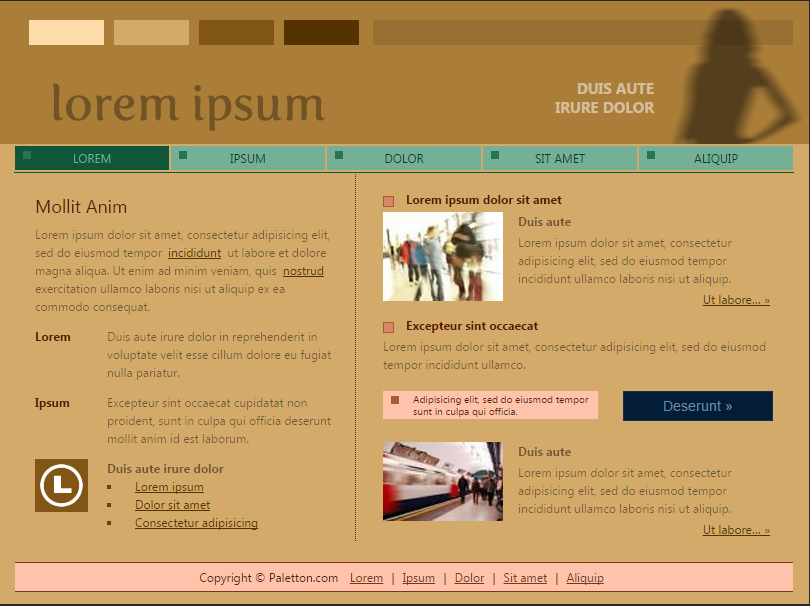 lorem ipsum
DUIS AUTE
IRURE DOLOR
LOREM
IPSUM
DOLOR
SIT AMET
ALIQUIP
Mollit Anim
Lorem ipsum dolor sit amet, consectetur adipisicing elit,
sed do eiusmod tempor incididunt ut labore et dolore
magna aliqua. Ut enim ad minim veniam, quis nostrud
exercitation ullamco laboris nisi ut aliquip ex ea
commodo consequat.
Lorem
Duis aute irure dolor in reprehenderit in
voluptate velit esse cillum dolore eu fugiat
nulla pariatur.
Ipsum
Excepteur sint occaecat cupidatat non
proident, sunt in culpa qui officia deserunt
mollit anim id est laborum.
L
Duis aute irure dolor
Lorem ipsum
Dolor sit amet
Consectetur adipisicing
Lorem ipsum dolor sit amet
Duis aute
Lorem ipsum dolor sit amet, consectetur
adipisicing elit, sed do eiusmod tempor
incididunt ullamco laboris nisi ut aliquip.
Ut labore... »
Excepteur sint occaecat
Lorem ipsum dolor sit amet, consectetur adipisicing elit, sed do eiusmod
tempor incididunt ullamco.
Adipisicing elit, sed do eiusmod tempor
sunt in culpa qui officia.
Deserunt »
Duis aute
Lorem ipsum dolor sit amet, consectetur
adipisicing elit, sed do eiusmod tempor
incididunt ullamco laboris nisi ut aliquip.
Ut labore... »
Copyright © Paletton.com Lorem | Ipsum | Dolor | Sit amet | Aliquip